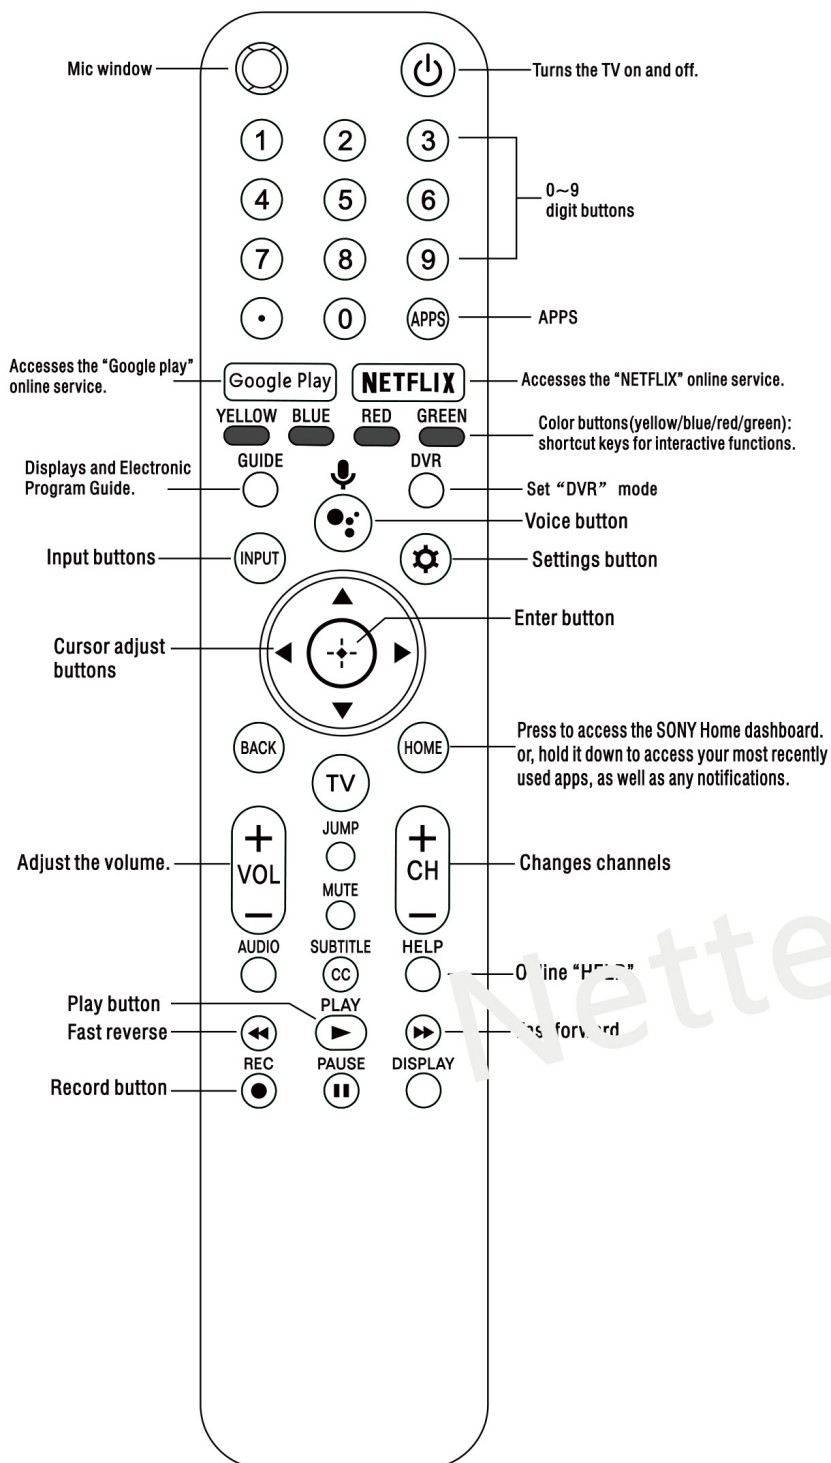 Mic window
Turns the TV on and off.
1 2 3
4 5 6
0~9
digit buttons
7 8 9
• 0 APPS
APPS
Accesses the “Google play”
online service.
Google Play
NETFLIX
Accesses the “NETFLIX” online service.
YELLOW BLUE RED GREEN
Color buttons(yellow/blue/red/green):
shortcut keys for interactive functions.
Displays and Electronic
Program Guide.
GUIDE
DVR
Set “DVR” mode
Voice button
Input buttons
INPUT
Settings button
Enter button
Cursor adjust
buttons
BACK
HOME
Press to access the SONY Home dashboard.
or, hold it down to access your most recently
used apps, as well as any notifications.
TV
Adjust the volume.
+
VOL
−
JUMP
MUTE
+
CH
−
Changes channels
AUDIO SUBTITLE HELP
CC
“HELP”
Play button
PLAY
Fast reverse
forward
REC PAUSE DISPLAY
Record button
Nette